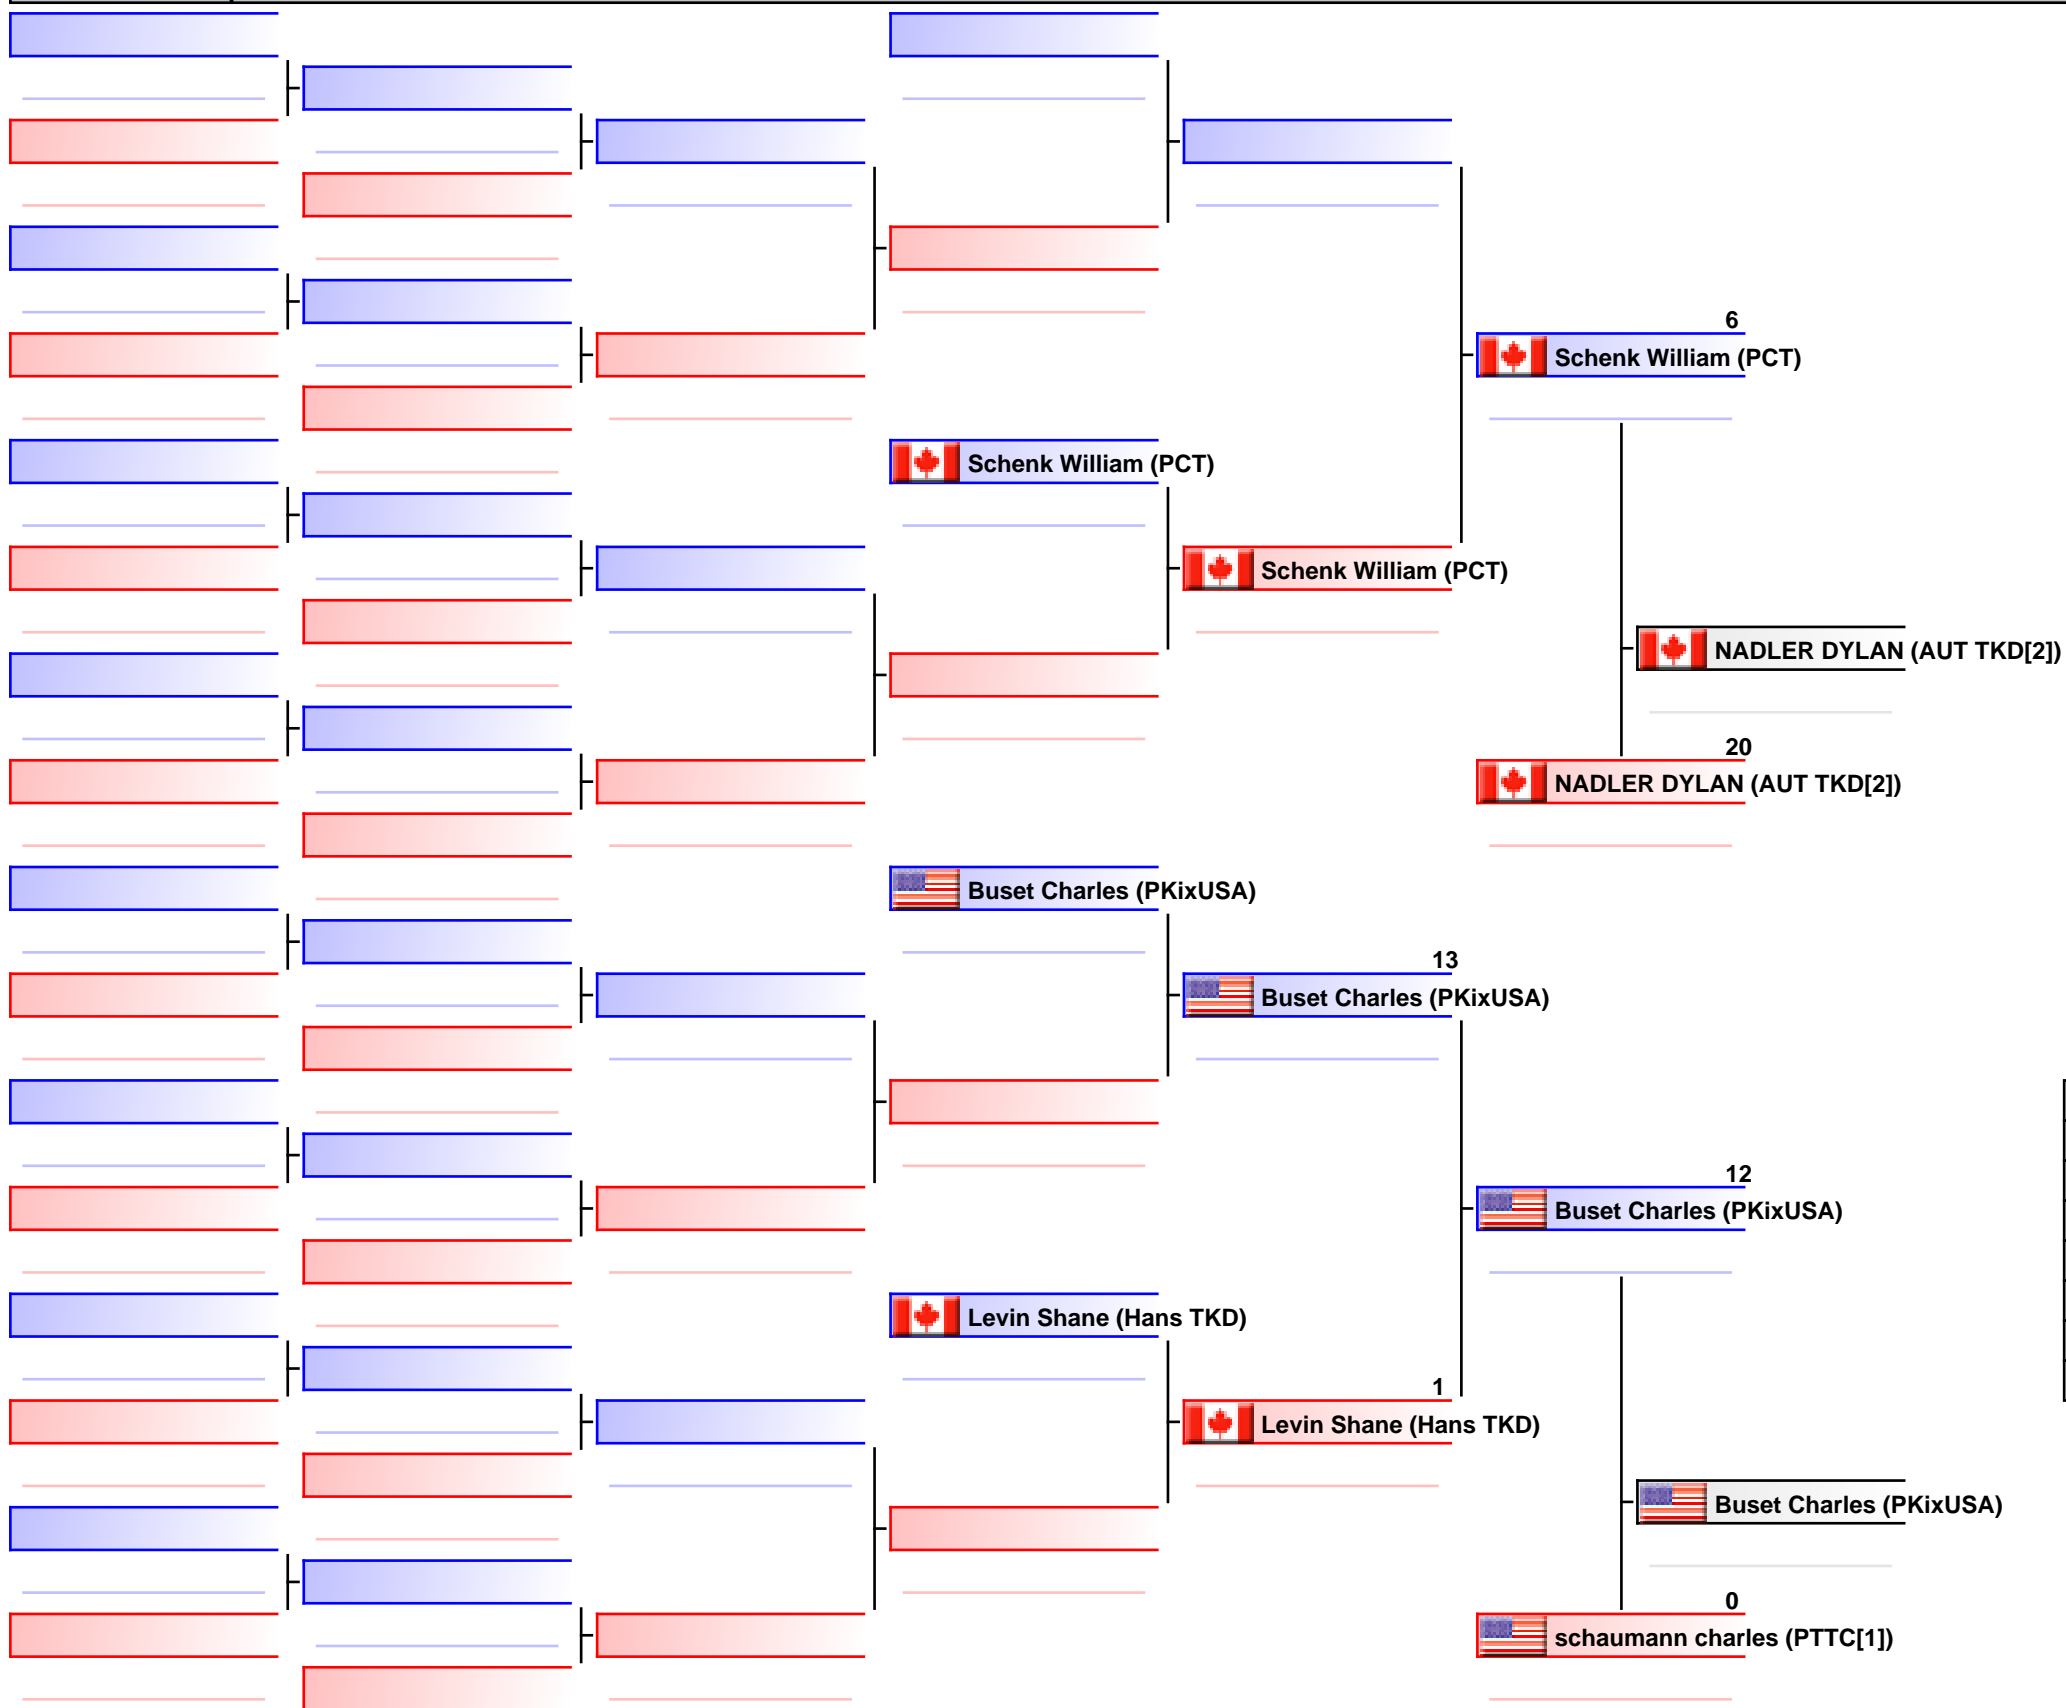 6
Schenk William (PCT)
Schenk William (PCT)
Schenk William (PCT)
NADLER DYLAN (AUT TKD[2])
20
NADLER DYLAN (AUT TKD[2])
Buset Charles (PKixUSA)
13
Buset Charles (PKixUSA)
12
Buset Charles (PKixUSA)
Levin Shane (Hans TKD)
1
Levin Shane (Hans TKD)
Buset Charles (PKixUSA)
0
schaumann charles (PTTC[1])